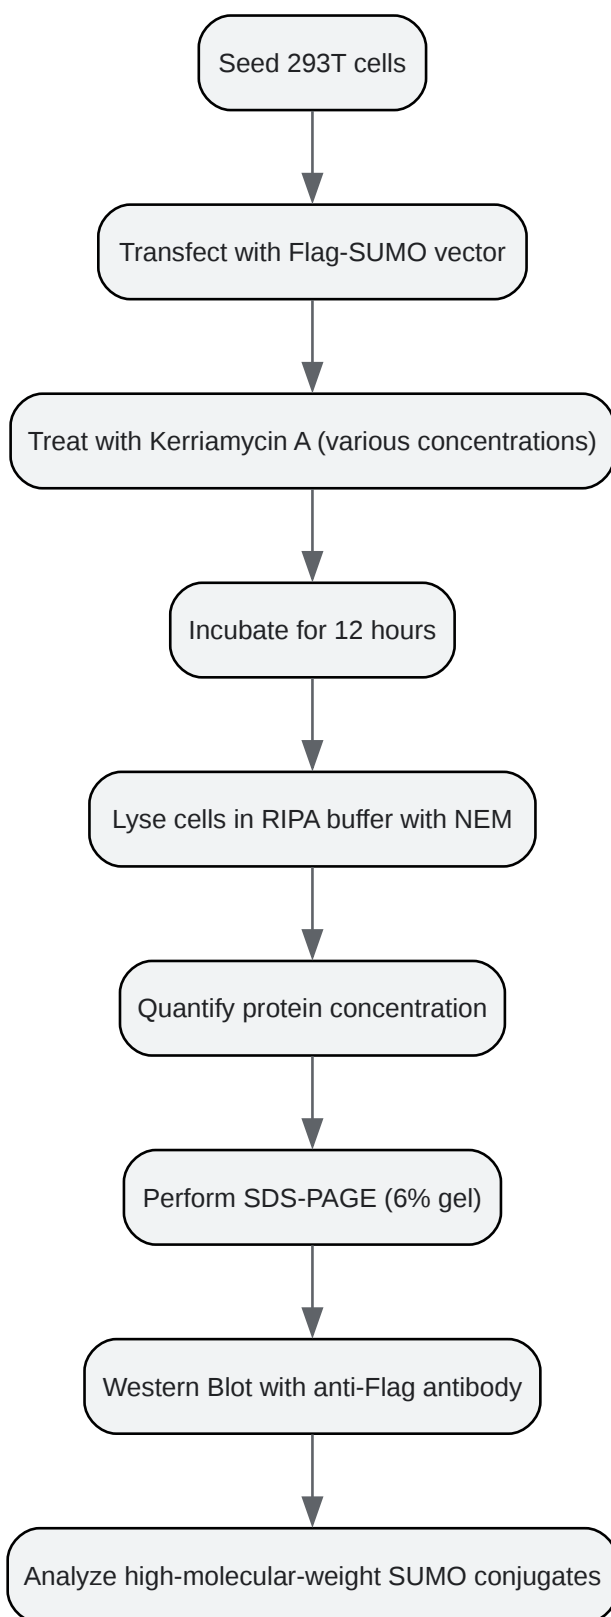 Seed 293T cells
Transfect with Flag-SUMO vector
Treat with Kerriamycin A (various concentrations)
Incubate for 12 hours
Lyse cells in RIPA buffer with NEM
Quantify protein concentration
Perform SDS-PAGE (6% gel)
Western Blot with anti-Flag antibody
Analyze high-molecular-weight SUMO conjugates